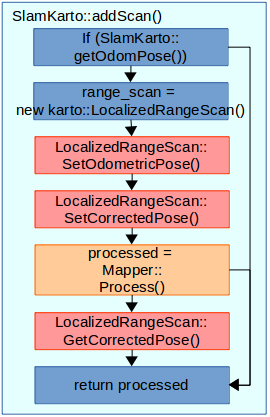 SlamKarto::addScan()
If (SlamKarto::
getOdomPose())
range_scan =
new karto::LocalizedRangeScan()
LocalizedRangeScan::
SetOdometricPose()
LocalizedRangeScan::
SetCorrectedPose()
processed =
Mapper::
Process()
LocalizedRangeScan::
GetCorrectedPose()
return processed